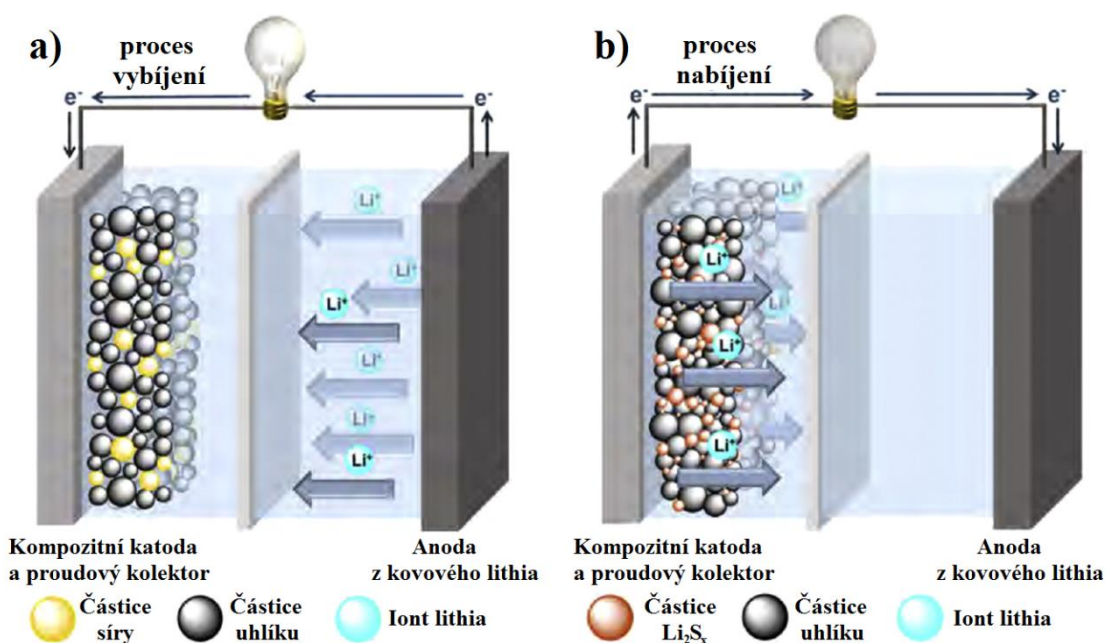 a)
proces
vybíjení
e⁻
e⁻
Li⁺
Li⁺
Li⁺
Li⁺
Li⁺
Li⁺
Kompozitní katoda
a proudový kolektor
Anoda
z kovového lithia
Částice
síry
Částice
uhlíku
Iont lithia
b)
proces
nabíjení
e⁻
e⁻
Li⁺
Li⁺
Li⁺
Li⁺
Li⁺
Kompozitní katoda
a proudový kolektor
Anoda
z kovového lithia
Částice
Li₂Sₓ
Částice
uhlíku
Iont lithia